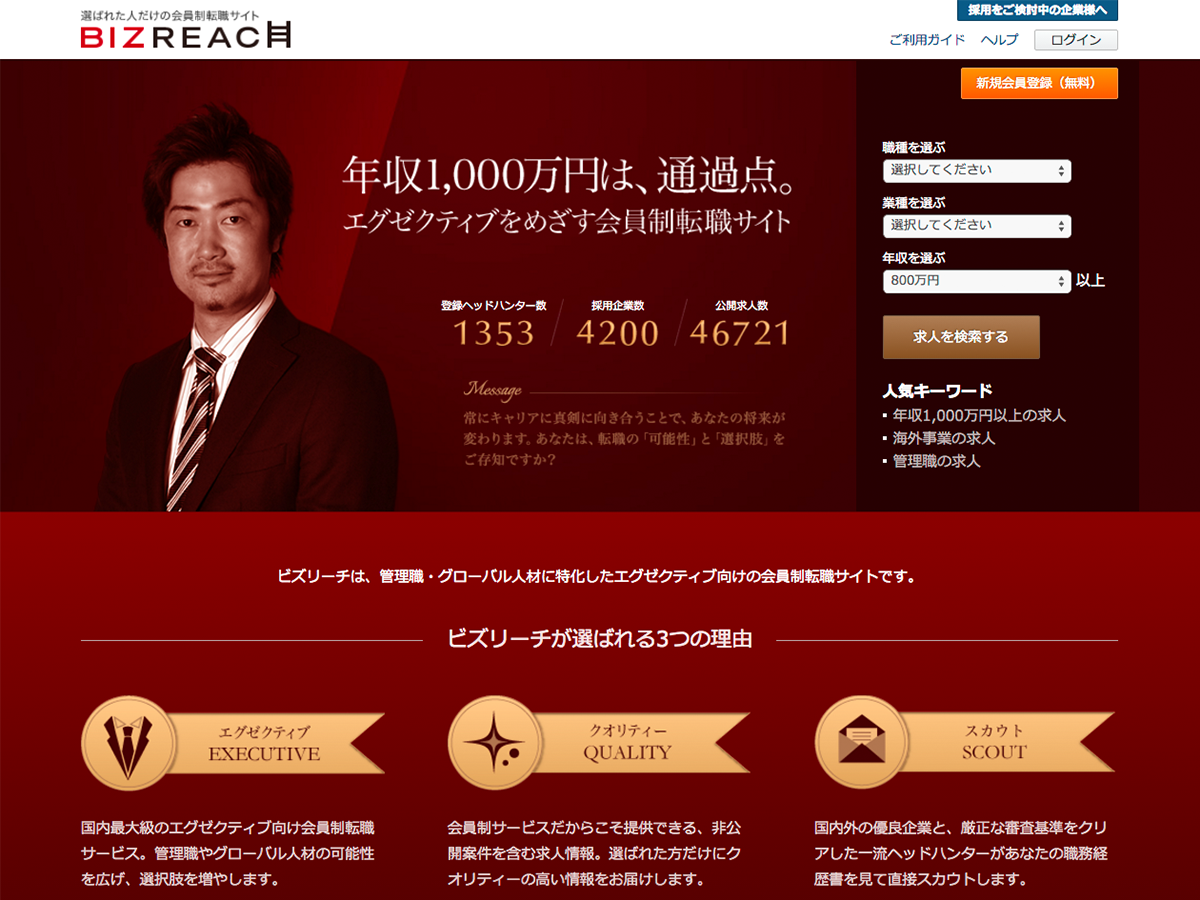 選ばれた人だけの会員制転職サイト
BIZREACH
採用をご検討中の企業様へ
ご利用ガイド
ヘルプ
ログイン
新規会員登録（無料）
年収1,000万円は、通過点。
エグゼクティブをめざす会員制転職サイト
登録ヘッドハンター数
1353
採用企業数
4200
公開求人数
46721
Message
常にキャリアに真剣に向き合うことで、あなたの将来が
変わります。あなたは、転職の「可能性」と「選択肢」を
ご存知ですか？
職種を選ぶ
選択してください
業種を選ぶ
選択してください
年収を選ぶ
800万円 以上
求人を検索する
人気キーワード
年収1,000万円以上の求人
海外事業の求人
管理職の求人
ビズリーチは、管理職・グローバル人材に特化したエグゼクティブ向けの会員制転職サイトです。
ビズリーチが選ばれる3つの理由
エグゼクティブ
EXECUTIVE
国内最大級のエグゼクティブ向け会員制転職
サービス。管理職やグローバル人材の可能性
を広げ、選択肢を増やします。
クオリティー
QUALITY
会員制サービスだからこそ提供できる、非公
開案件を含む求人情報。選ばれた方だけにク
オリティーの高い情報をお届けします。
スカウト
SCOUT
国内外の優良企業と、厳正な審査基準をクリ
アした一流ヘッドハンターがあなたの職務経
歴書を見て直接スカウトします。